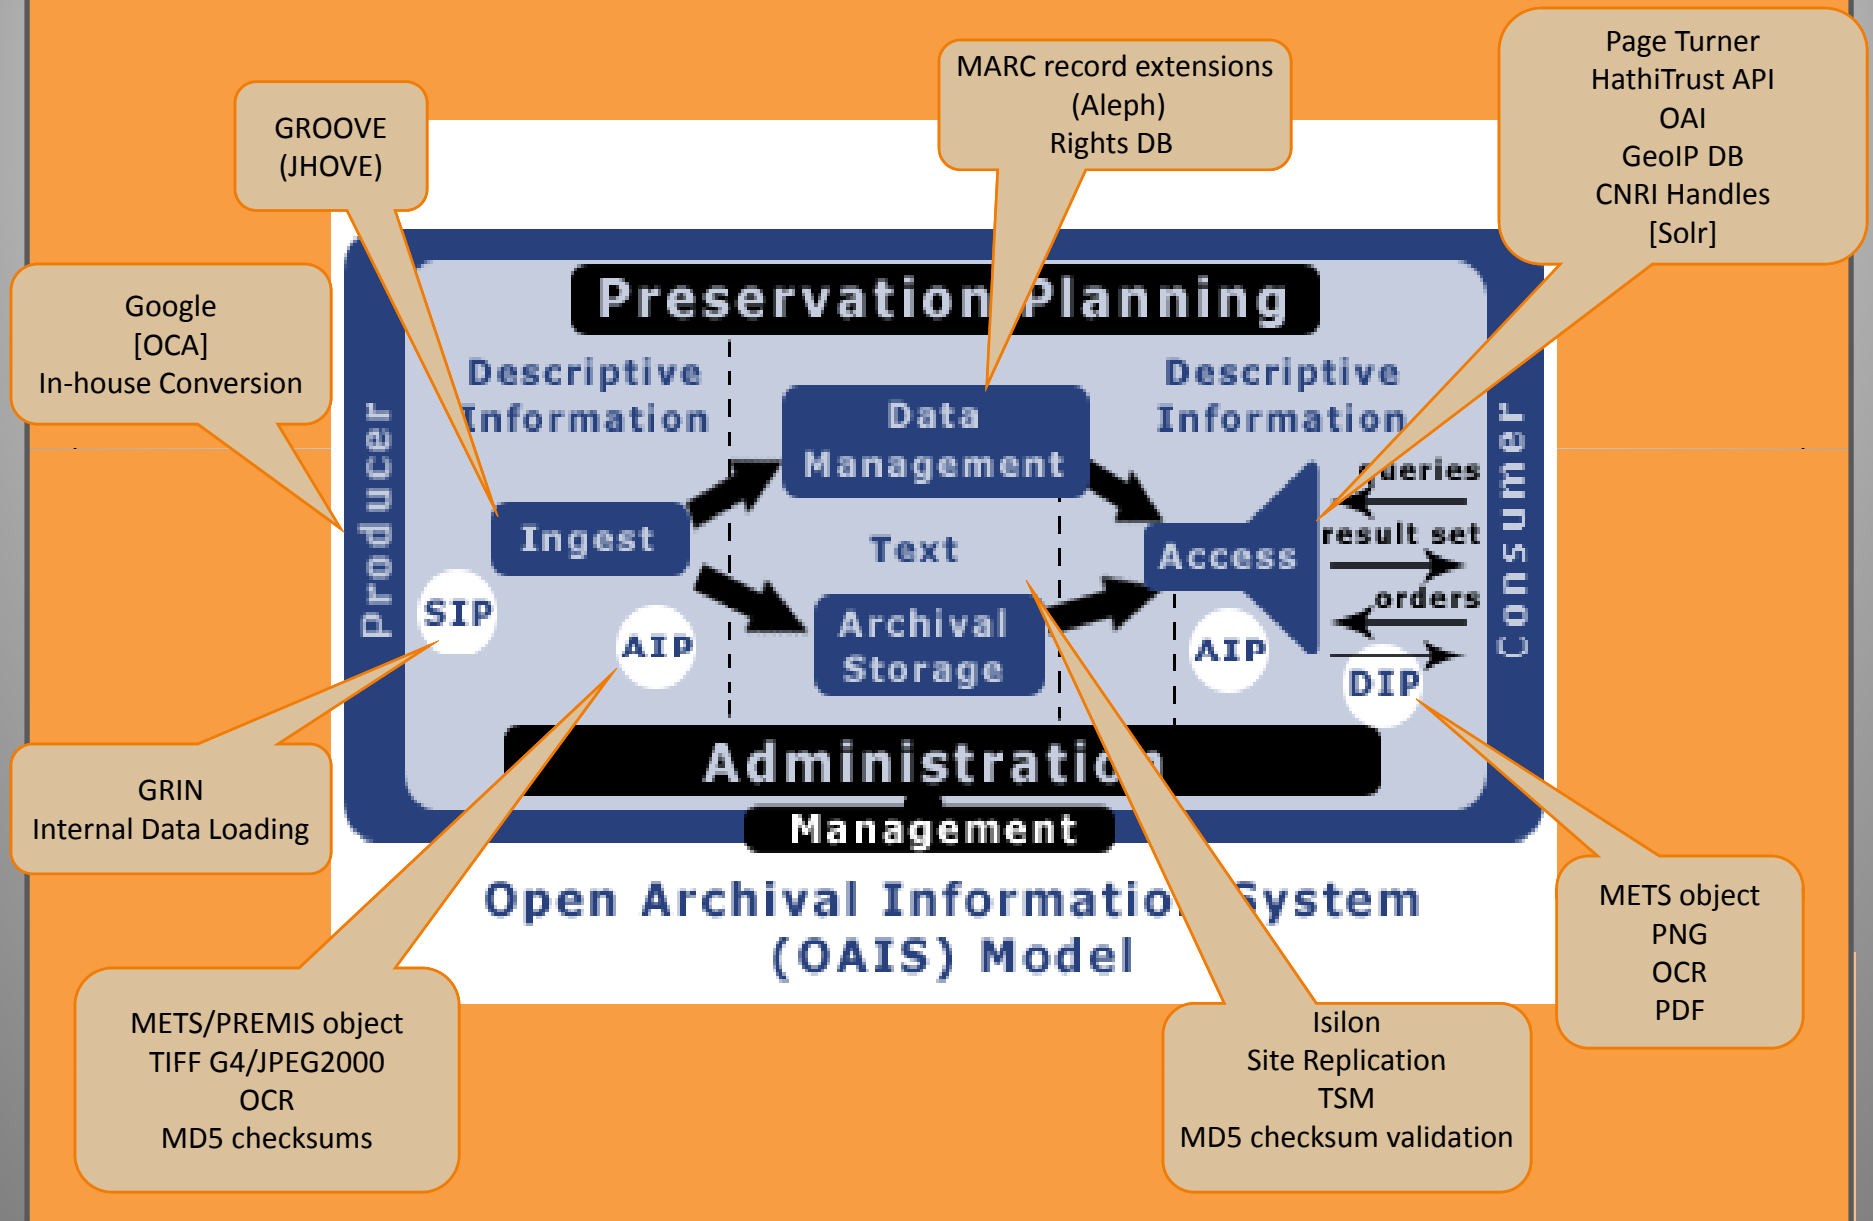 Page Turner
HathiTrust API
OAI
GeoIP DB
CNRI Handles
[Solr]
MARC record extensions
(Aleph)
Rights DB
GROOVE
(JHOVE)
Google
[OCA]
In-house Conversion
Preservation Planning
Descriptive
Information
Data
Management
Descriptive
Information
Producer
Consumer
queries
result set
orders
Ingest
Text
Access
SIP
AIP
Archival
Storage
AIP
DIP
Administration
Management
GRIN
Internal Data Loading
Open Archival Information System
(OAIS) Model
METS object
PNG
OCR
PDF
METS/PREMIS object
TIFF G4/JPEG2000
OCR
MD5 checksums
Isilon
Site Replication
TSM
MD5 checksum validation